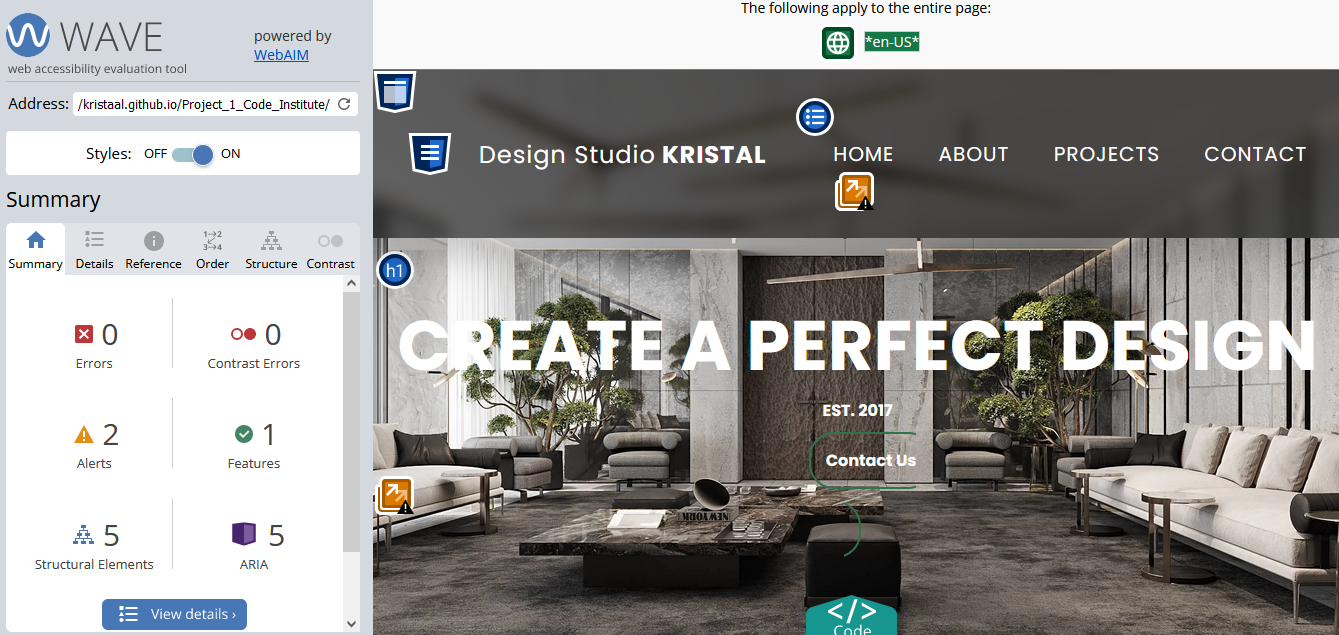 WAVE
web accessibility evaluation tool
powered by
WebAIM
Address: /kristaal.github.io/Project_1_Code_Institute/
Styles: OFF ON
Summary
Summary Details Reference Order Structure Contrast
0 0
Errors Contrast Errors
2 1
Alerts Features
5 5
Structural Elements ARIA
View details ›
The following apply to the entire page:
*en-US*
Design Studio KRISTAL HOME ABOUT PROJECTS CONTACT
h1
CREATE A PERFECT DESIGN
EST. 2017
Contact Us
NEW YORK
</>
Code